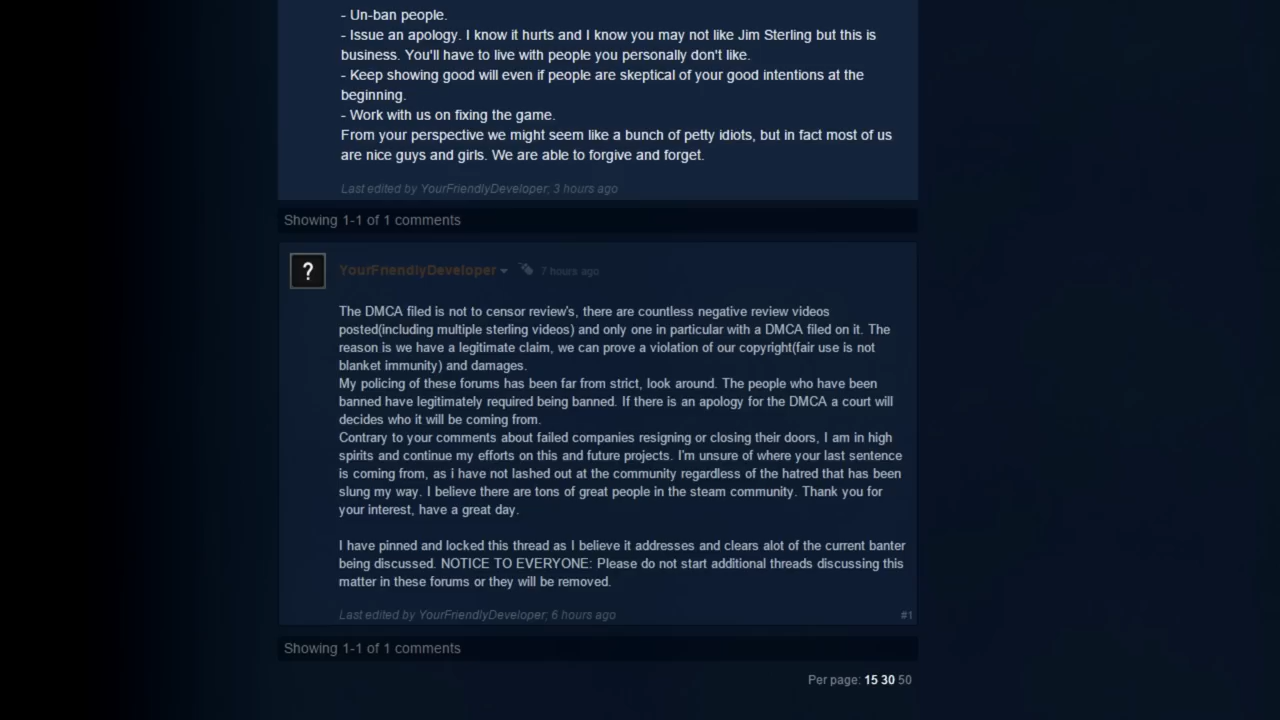 - Un-ban people.
- Issue an apology. I know it hurts and I know you may not like Jim Sterling but this is
business. You'll have to live with people you personally don't like.
- Keep showing good will even if people are skeptical of your good intentions at the
beginning.
- Work with us on fixing the game.
From your perspective we might seem like a bunch of petty idiots, but in fact most of us
are nice guys and girls. We are able to forgive and forget.
Last edited by YourFriendlyDeveloper; 3 hours ago
Showing 1-1 of 1 comments
?
YourFriendlyDeveloper 7 hours ago
The DMCA filed is not to censor review's, there are countless negative review videos
posted(including multiple sterling videos) and only one in particular with a DMCA filed on it. The
reason is we have a legitimate claim, we can prove a violation of our copyright(fair use is not
blanket immunity) and damages.
My policing of these forums has been far from strict, look around. The people who have been
banned have legitimately required being banned. If there is an apology for the DMCA a court will
decides who it will be coming from.
Contrary to your comments about failed companies resigning or closing their doors, I am in high
spirits and continue my efforts on this and future projects. I'm unsure of where your last sentence
is coming from, as i have not lashed out at the community regardless of the hatred that has been
slung my way. I believe there are tons of great people in the steam community. Thank you for
your interest, have a great day.
I have pinned and locked this thread as I believe it addresses and clears alot of the current banter
being discussed. NOTICE TO EVERYONE: Please do not start additional threads discussing this
matter in these forums or they will be removed.
Last edited by YourFriendlyDeveloper; 6 hours ago #1
Showing 1-1 of 1 comments
Per page: 15 30 50